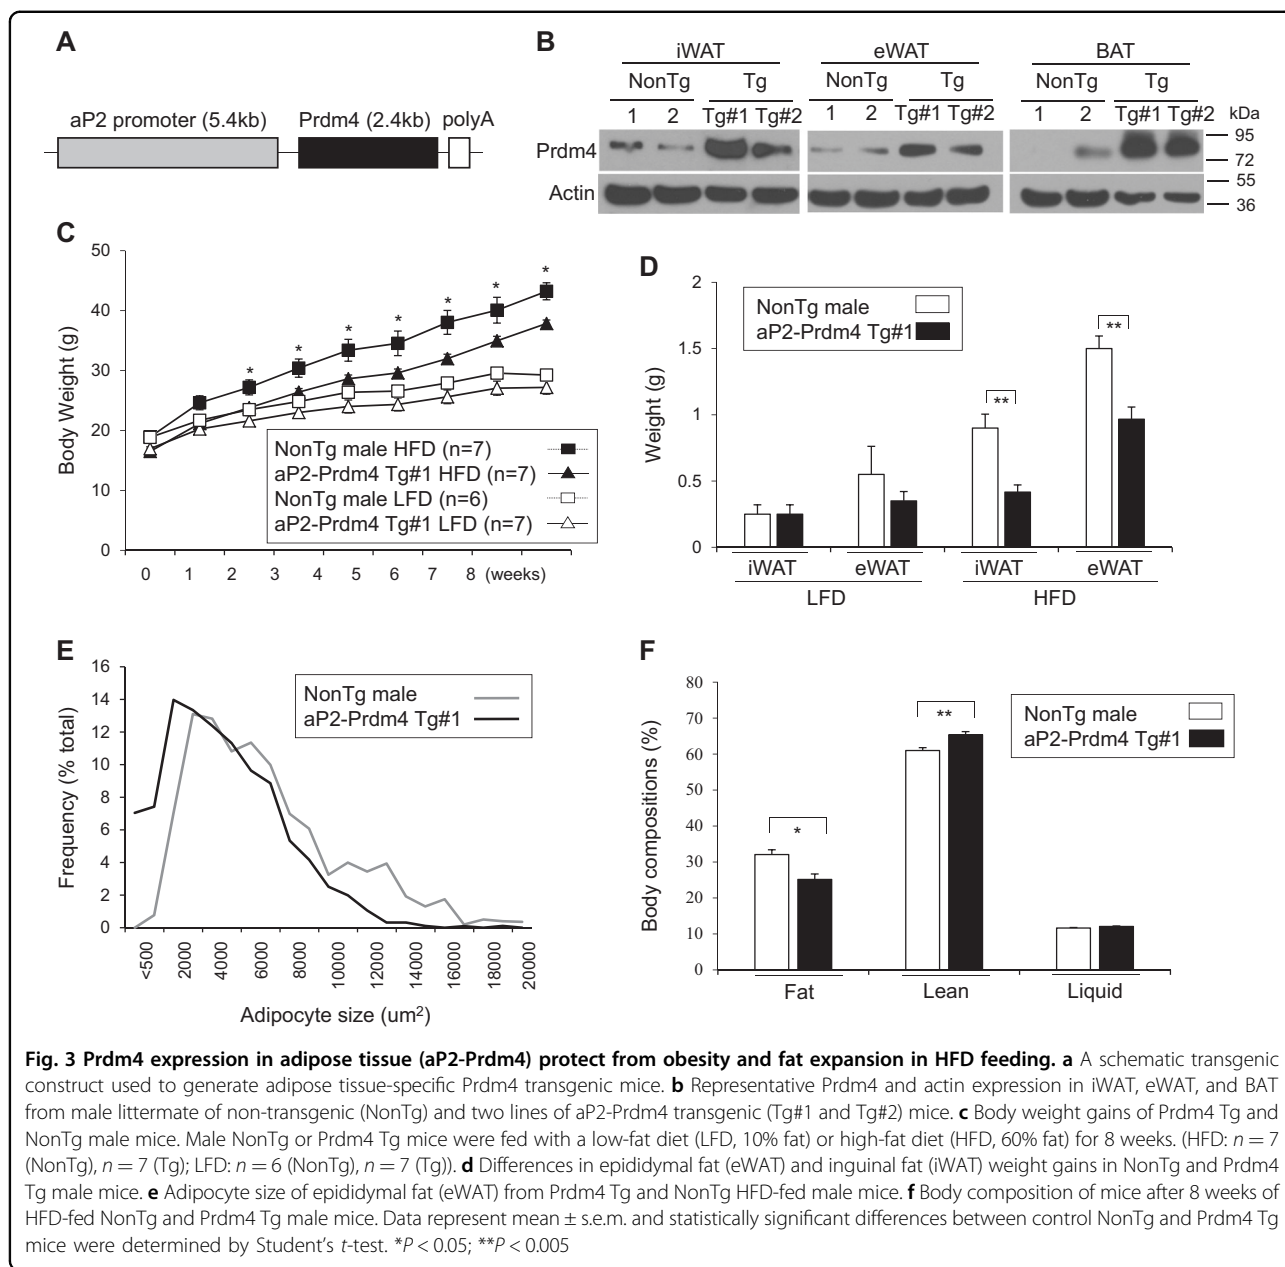 A
aP2 promoter (5.4kb) Prdm4 (2.4kb) polyA
B
iWAT eWAT BAT
NonTg Tg NonTg Tg NonTg Tg
1 2 Tg#1 Tg#2 1 2 Tg#1 Tg#2 1 2 Tg#1 Tg#2 kDa
Prdm4
95
72
Actin
55
36
C
Body Weight (g)
50
40
30
20
10
0
* * * * * * *
NonTg male HFD (n=7)
aP2-Prdm4 Tg#1 HFD (n=7)
NonTg male LFD (n=6)
aP2-Prdm4 Tg#1 LFD (n=7)
0 1 2 3 4 5 6 7 8 (weeks)
D
Weight (g)
2
1.5
1
0.5
0
NonTg male
aP2-Prdm4 Tg#1
** **
iWAT eWAT iWAT eWAT
LFD HFD
E
Frequency (% total)
16
14
12
10
8
6
4
2
0
NonTg male
aP2-Prdm4 Tg#1
<500 2000 4000 6000 8000 10000 12000 14000 16000 18000 20000
Adipocyte size (um²)
F
Body compositions (%)
80
70
60
50
40
30
20
10
0
NonTg male
aP2-Prdm4 Tg#1
* **
Fat Lean Liquid
Fig. 3 Prdm4 expression in adipose tissue (aP2-Prdm4) protect from obesity and fat expansion in HFD feeding. a A schematic transgenic
construct used to generate adipose tissue-specific Prdm4 transgenic mice. b Representative Prdm4 and actin expression in iWAT, eWAT, and BAT
from male littermate of non-transgenic (NonTg) and two lines of aP2-Prdm4 transgenic (Tg#1 and Tg#2) mice. c Body weight gains of Prdm4 Tg and
NonTg male mice. Male NonTg or Prdm4 Tg mice were fed with a low-fat diet (LFD, 10% fat) or high-fat diet (HFD, 60% fat) for 8 weeks. (HFD: n = 7
(NonTg), n = 7 (Tg); LFD: n = 6 (NonTg), n = 7 (Tg)). d Differences in epididymal fat (eWAT) and inguinal fat (iWAT) weight gains in NonTg and Prdm4
Tg male mice. e Adipocyte size of epididymal fat (eWAT) from Prdm4 Tg and NonTg HFD-fed male mice. f Body composition of mice after 8 weeks of
HFD-fed NonTg and Prdm4 Tg male mice. Data represent mean ± s.e.m. and statistically significant differences between control NonTg and Prdm4 Tg
mice were determined by Student's t-test. *P < 0.05; **P < 0.005